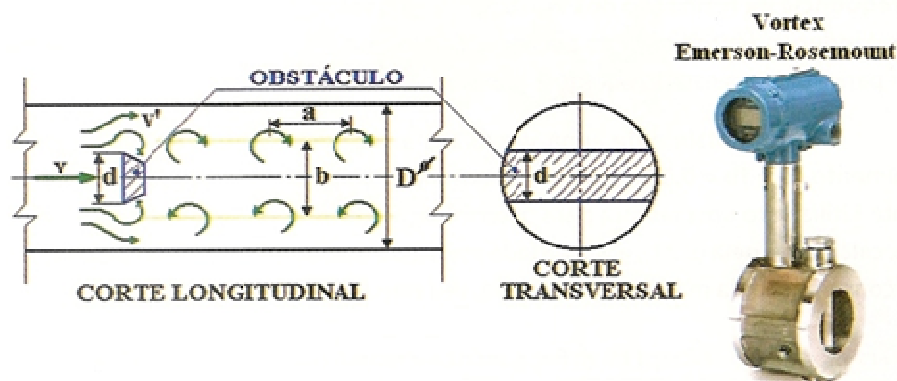 Vortex
Emerson-Rosemount
OBSTÁCULO
V'
a
v
d
b
D
d
CORTE LONGITUDINAL
CORTE
TRANSVERSAL